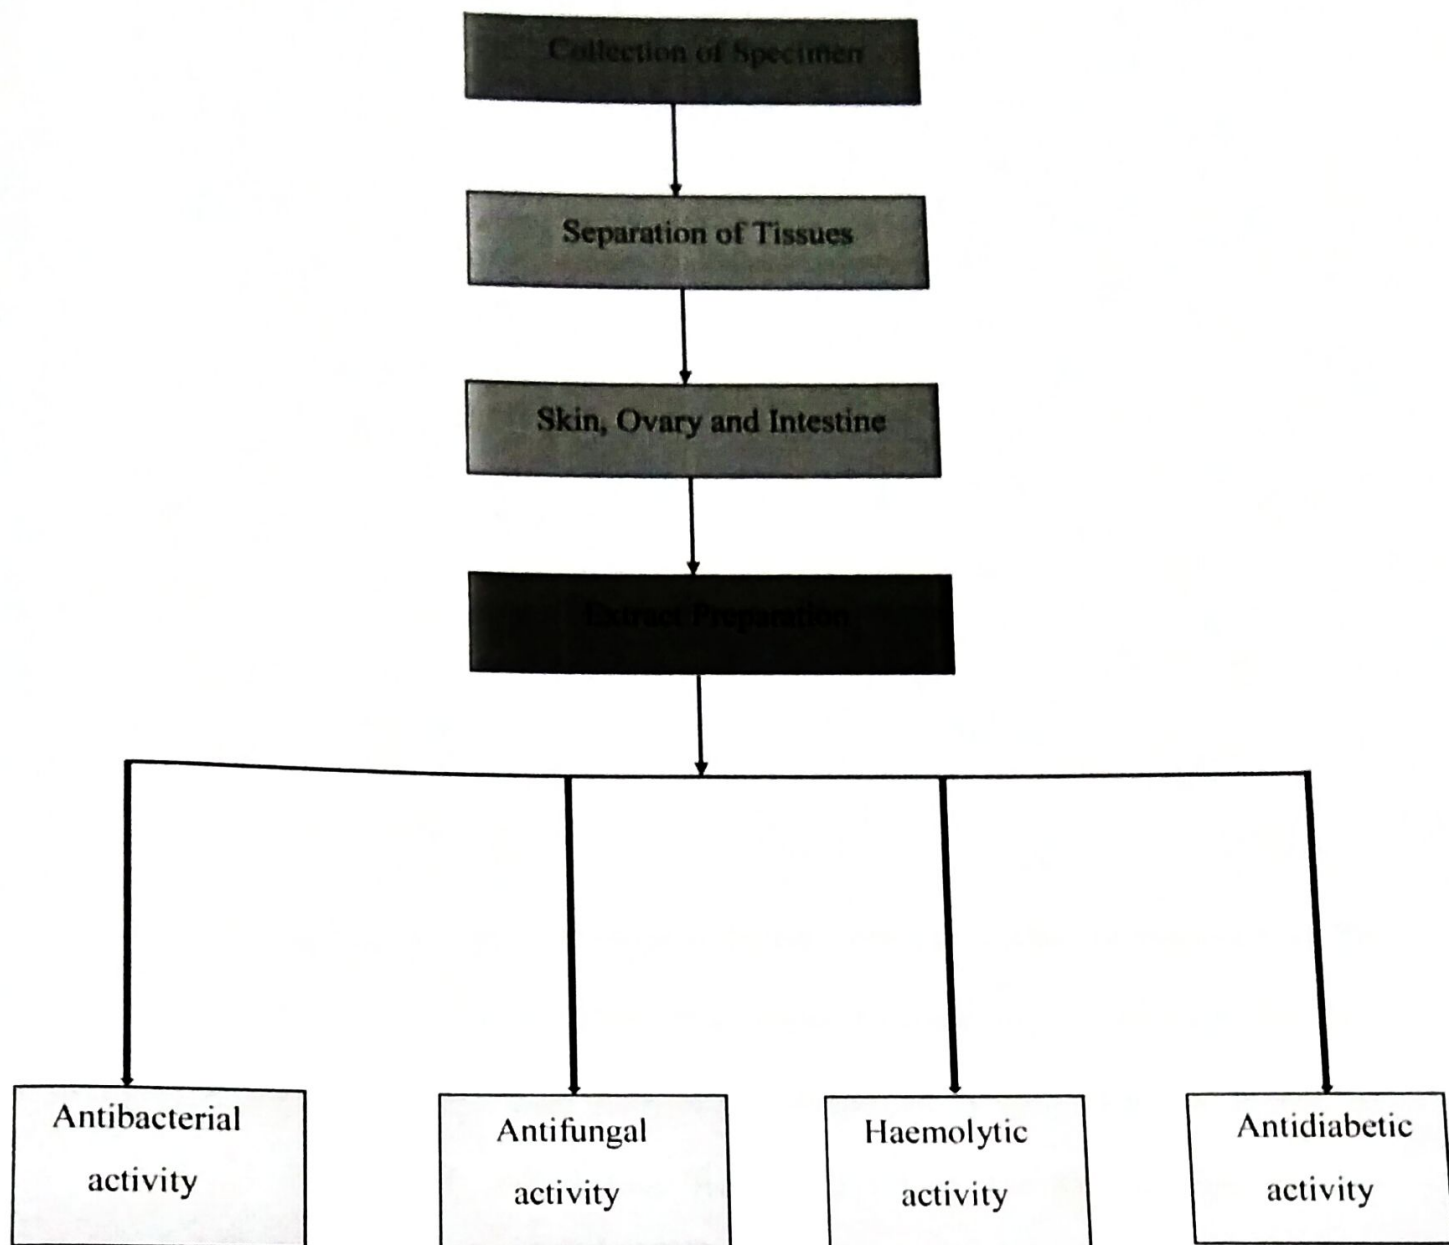 Collection of Specimen
Separation of Tissues
Skin, Ovary and Intestine
Extract Preparation
Antibacterial
activity
Antifungal
activity
Haemolytic
activity
Antidiabetic
activity